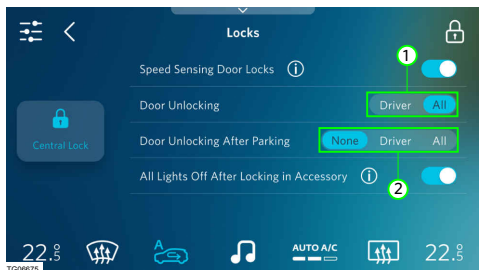 Locks
1
Speed Sensing Door Locks i
Door Unlocking Driver All
Central Lock
Door Unlocking After Parking None Driver All
2
All Lights Off After Locking in Accessory i
22.5° A AUTO A/C 22.5°
TG06675